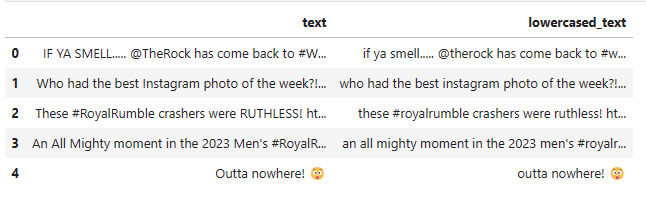 text lowercased_text
0 IF YA SMELL..... @TheRock has come back to #W... if ya smell..... @therock has come back to #w...
1 Who had the best Instagram photo of the week?!... who had the best instagram photo of the week?!...
2 These #RoyalRumble crashers were RUTHLESS! ht... these #royalrumble crashers were ruthless! ht...
3 An All Mighty moment in the 2023 Men's #RoyalR... an all mighty moment in the 2023 men's #royalr...
4 Outta nowhere! 😳 outta nowhere! 😳